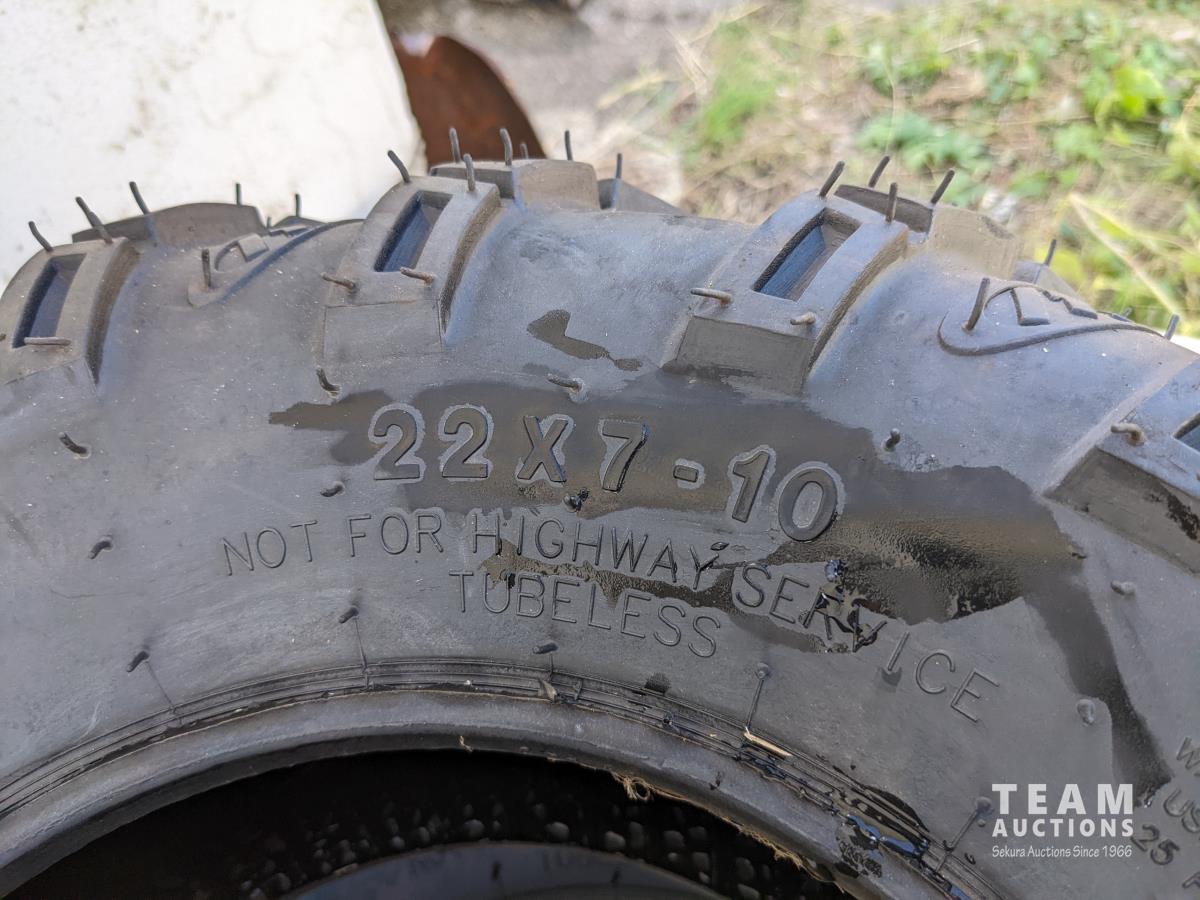 22X7-10
NOT FOR HIGHWAY SERVICE
TUBELESS
TEAM
AUCTIONS
Sekura Auctions Since 1966